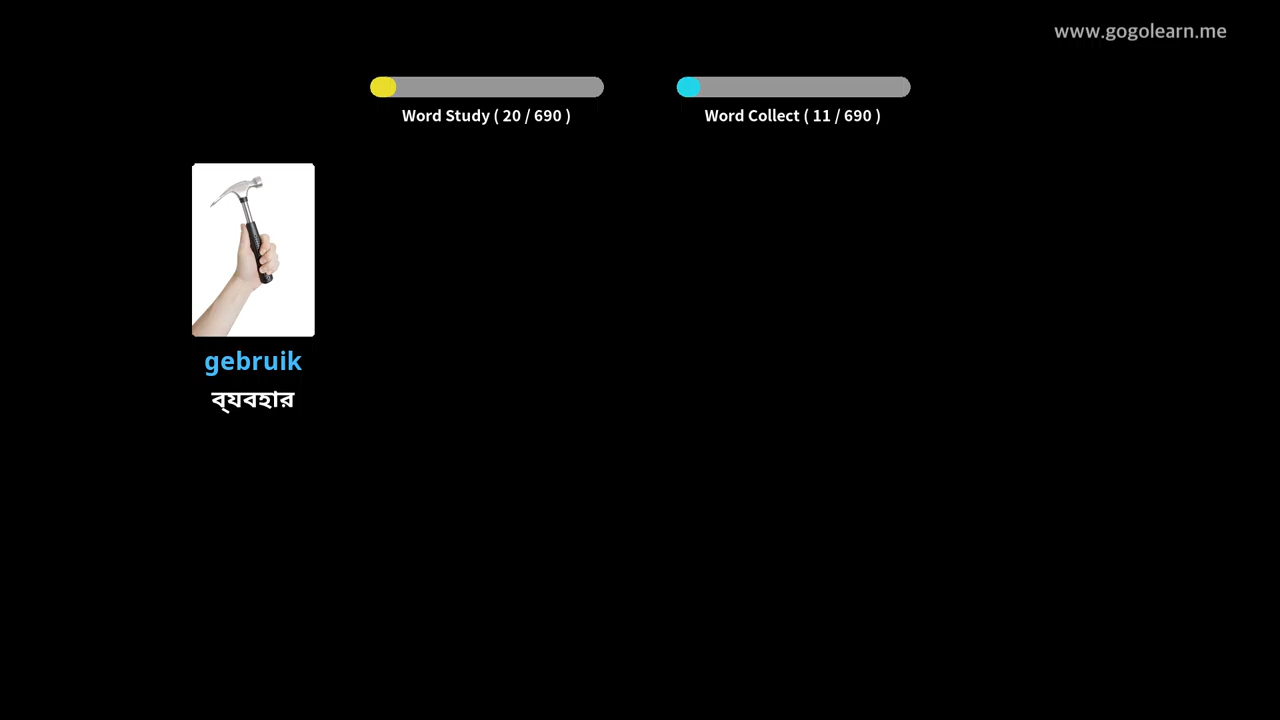 www.gogolearn.me
Word Study ( 20 / 690 )
Word Collect ( 11 / 690 )
gebruik
ব্যবহার